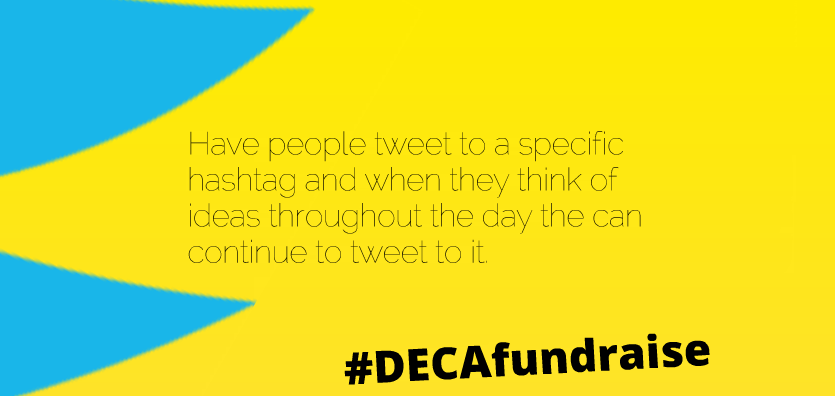 Have people tweet to a specific
hashtag and when they think of
ideas throughout the day the can
continue to tweet to it.
#DECAfundraise